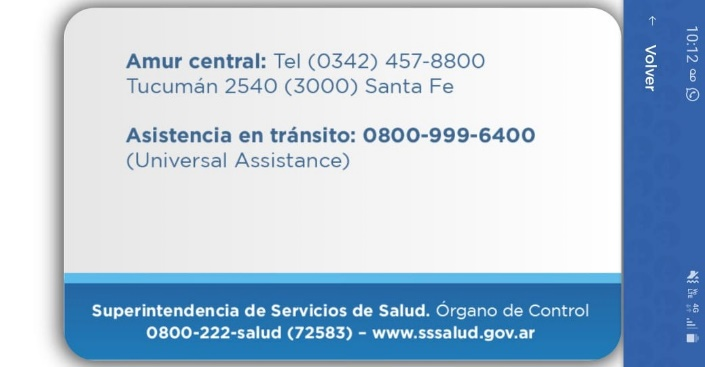 Amur central: Tel (0342) 457-8800
Tucumán 2540 (3000) Santa Fe
Asistencia en tránsito: 0800-999-6400
(Universal Assistance)
Superintendencia de Servicios de Salud. Órgano de Control
0800-222-salud (72583) – www.sssalud.gov.ar
← Volver
10:12
4G